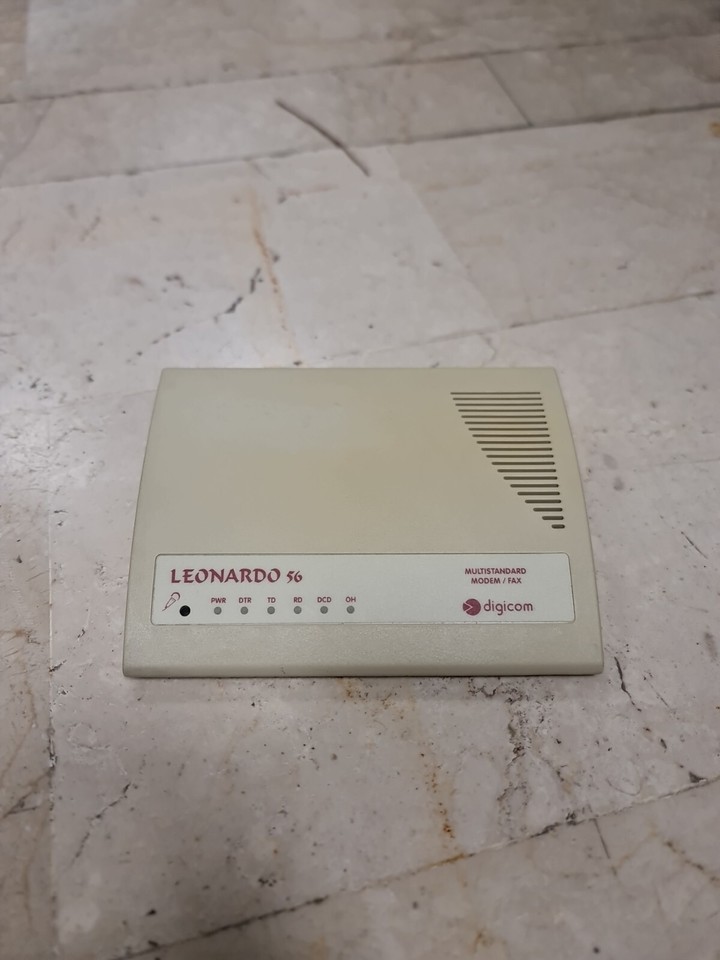 LEONARDO 56
MULTISTANDARD
MODEM / FAX
PWR DTR TD RD DCD OH
digicom